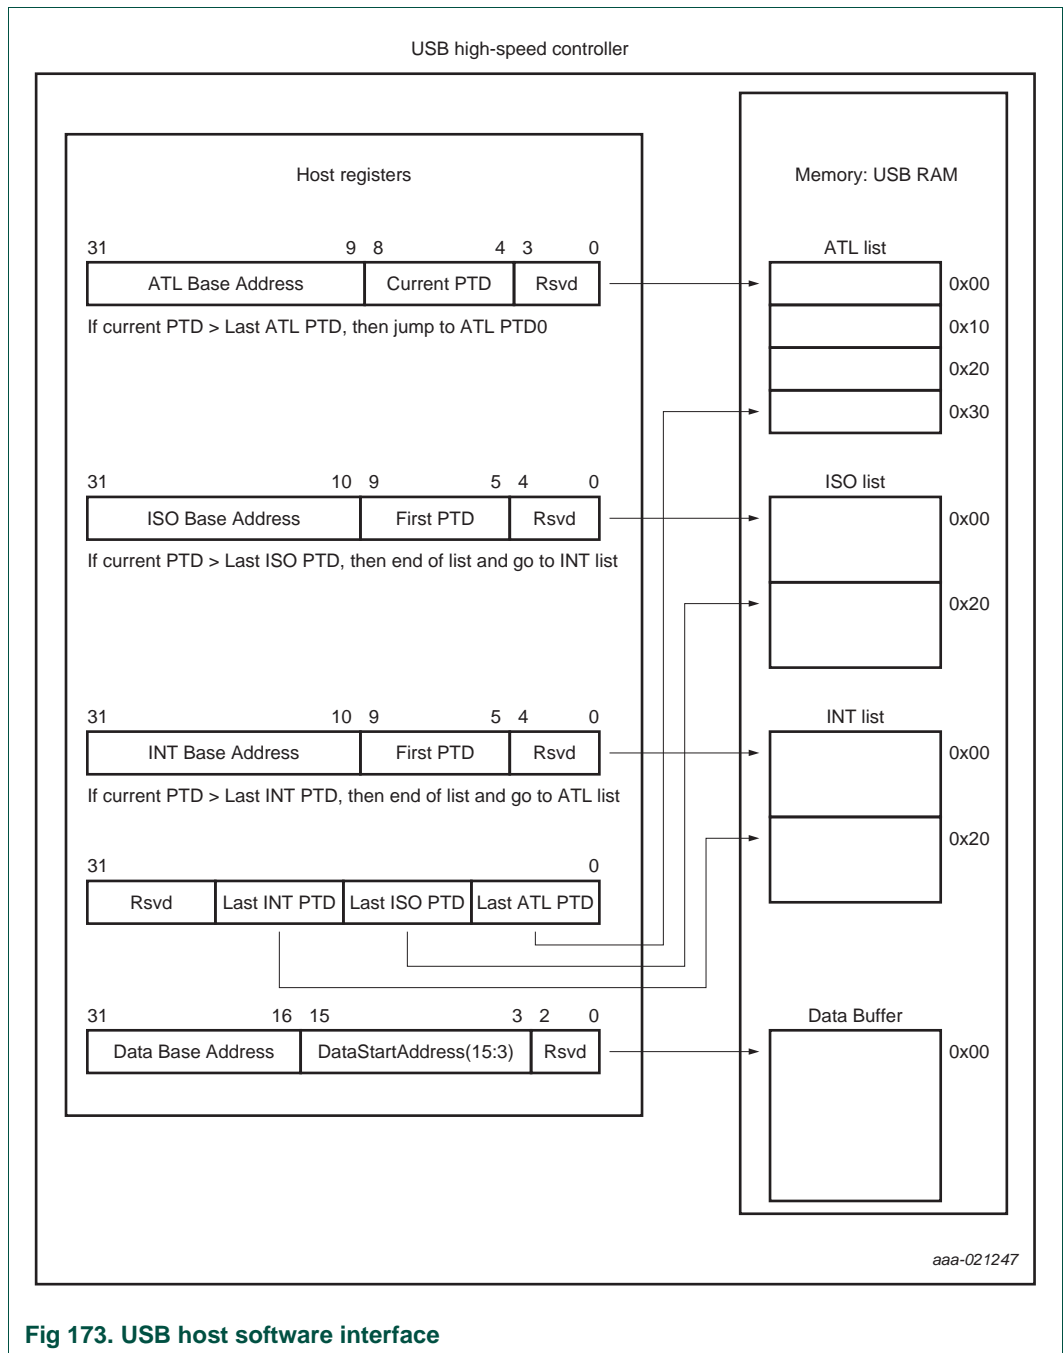 USB high-speed controller
Host registers
Memory: USB RAM
31 9 8 4 3 0
ATL Base Address Current PTD Rsvd
If current PTD > Last ATL PTD, then jump to ATL PTD0
ATL list
0x00
0x10
0x20
0x30
31 10 9 5 4 0
ISO Base Address First PTD Rsvd
If current PTD > Last ISO PTD, then end of list and go to INT list
ISO list
0x00
0x20
31 10 9 5 4 0
INT Base Address First PTD Rsvd
If current PTD > Last INT PTD, then end of list and go to ATL list
INT list
0x00
0x20
31 0
Rsvd Last INT PTD Last ISO PTD Last ATL PTD
31 16 15 3 2 0
Data Base Address DataStartAddress(15:3) Rsvd
Data Buffer
0x00
aaa-021247
Fig 173. USB host software interface